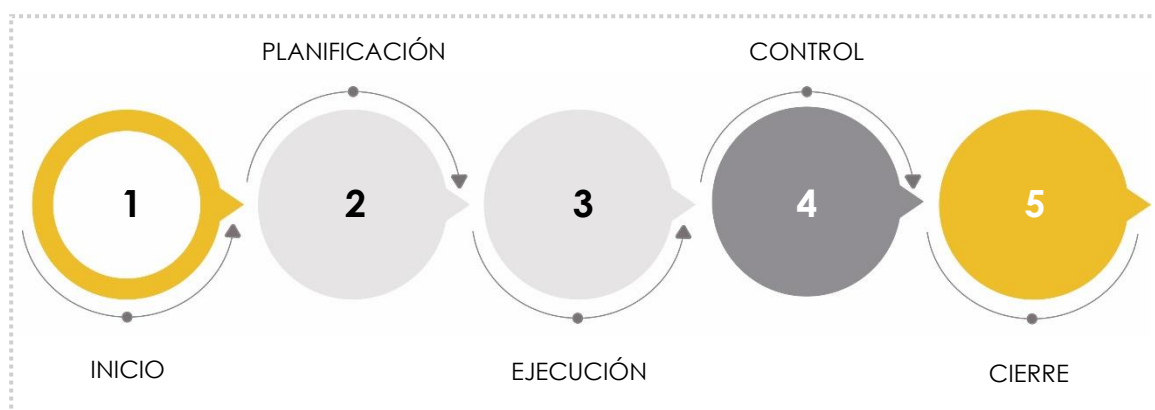 PLANIFICACIÓN
CONTROL
1
2
3
4
5
INICIO
EJECUCIÓN
CIERRE